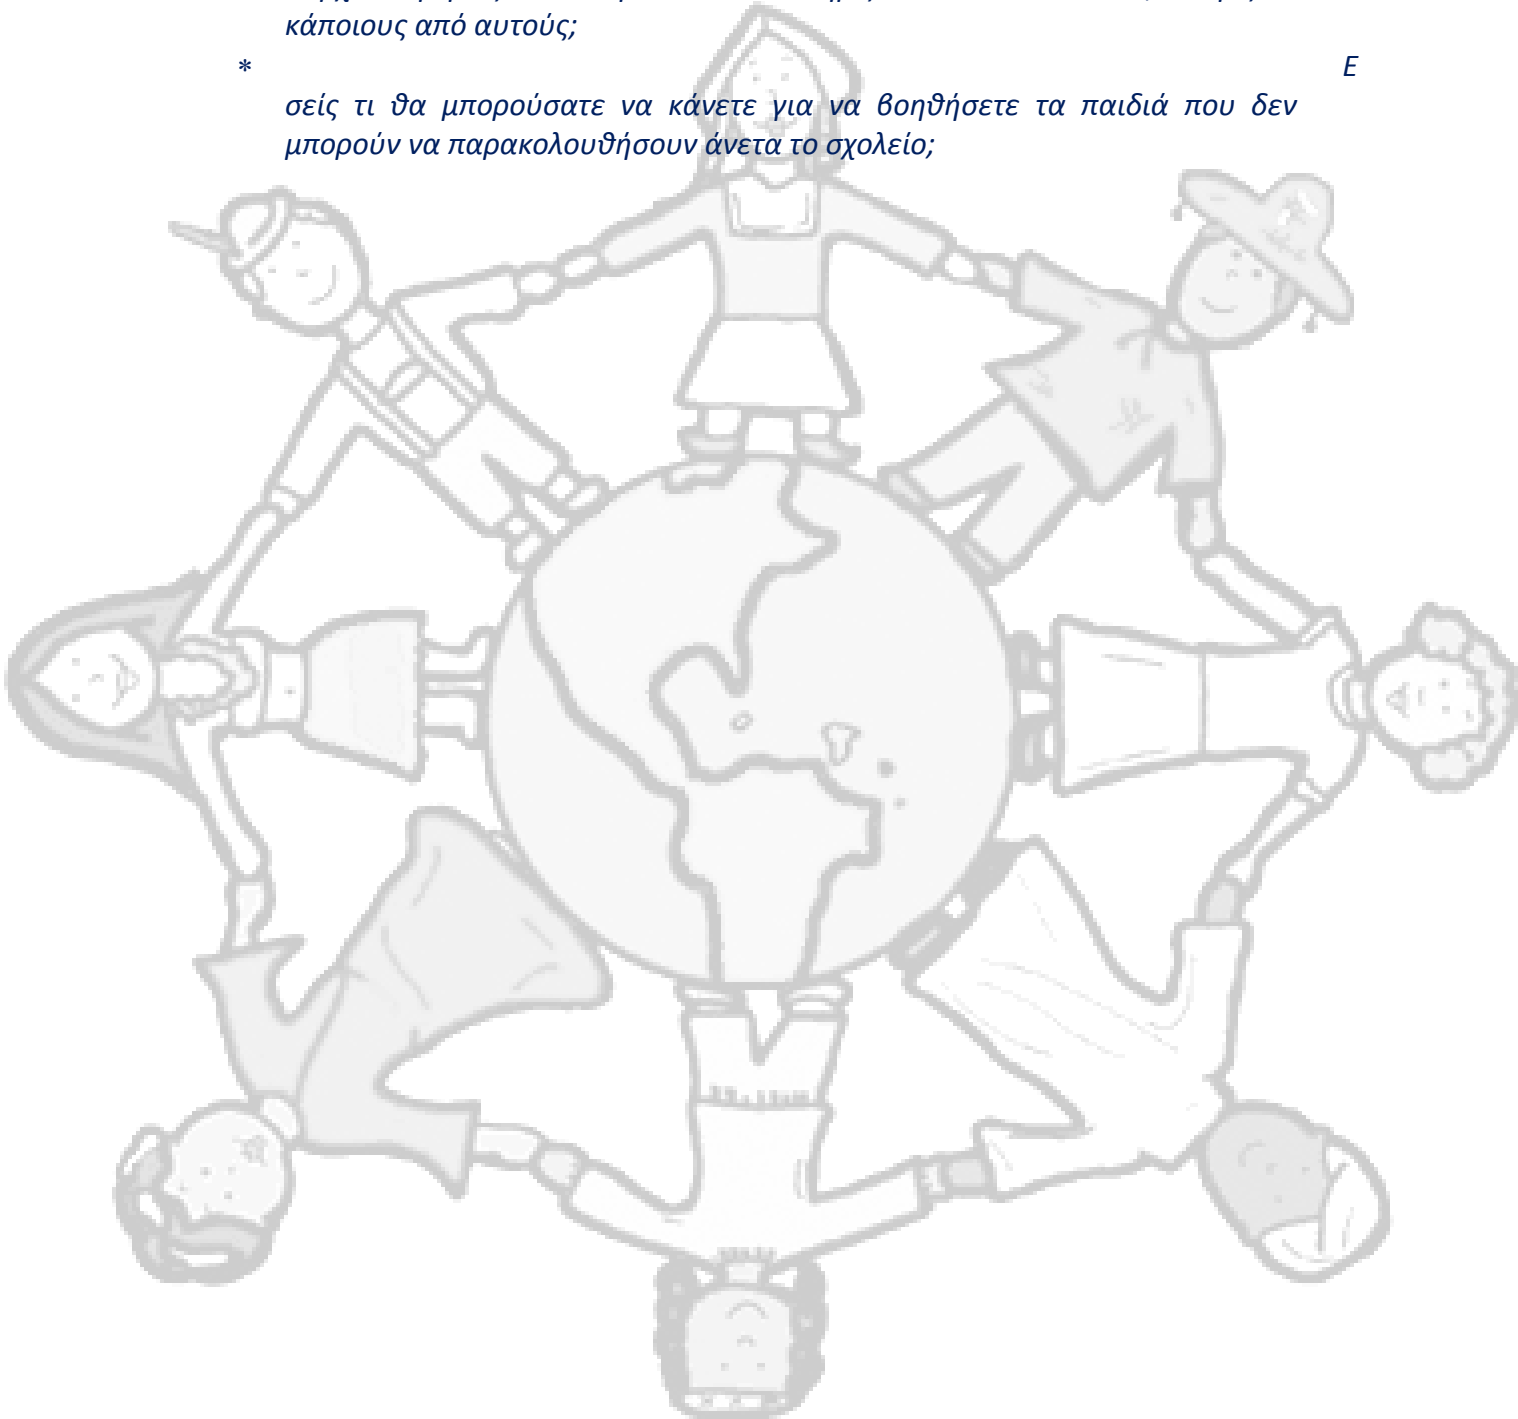 κάποιους από αυτούς;
* Ε
σείς τι θα μπορούσατε να κάνετε για να βοηθήσετε τα παιδιά που δεν
μπορούν να παρακολουθήσουν άνετα το σχολείο;